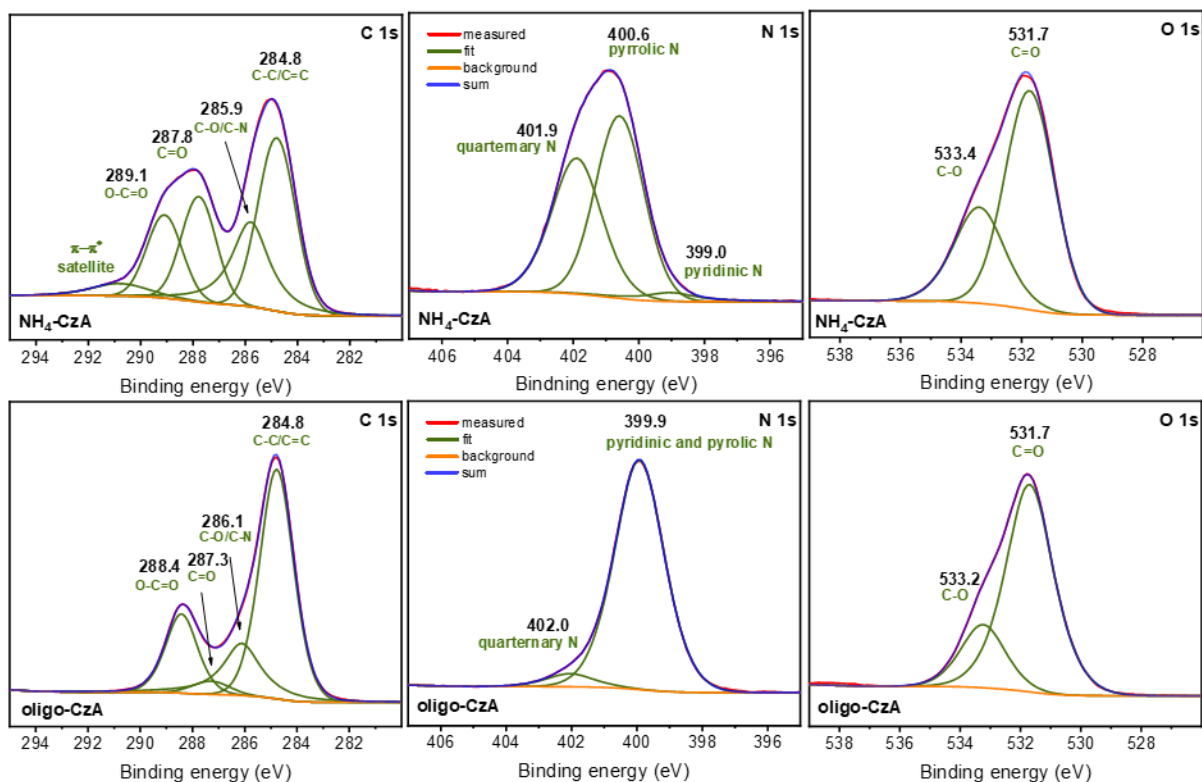 C 1s
284.8
C-C/C=C
285.9
C-O/C-N
287.8
C=O
289.1
O-C=O
π-π*
satellite
NH4-CzA
294 292 290 288 286 284 282
Binding energy (eV)
N 1s
measured
fit
background
sum
400.6
pyrrolic N
401.9
quarternary N
399.0
pyridinic N
NH4-CzA
406 404 402 400 398 396
Bindning energy (eV)
O 1s
531.7
C=O
533.4
C-O
NH4-CzA
538 536 534 532 530 528
Binding energy (eV)
C 1s
284.8
C-C/C=C
286.1
C-O/C-N
287.3
C=O
288.4
O-C=O
oligo-CzA
294 292 290 288 286 284 282
Binding energy (eV)
N 1s
measured
fit
background
sum
399.9
pyridinic and pyrolic N
402.0
quarternary N
oligo-CzA
406 404 402 400 398 396
Binding energy (eV)
O 1s
531.7
C=O
533.2
C-O
oligo-CzA
538 536 534 532 530 528
Binding energy (eV)